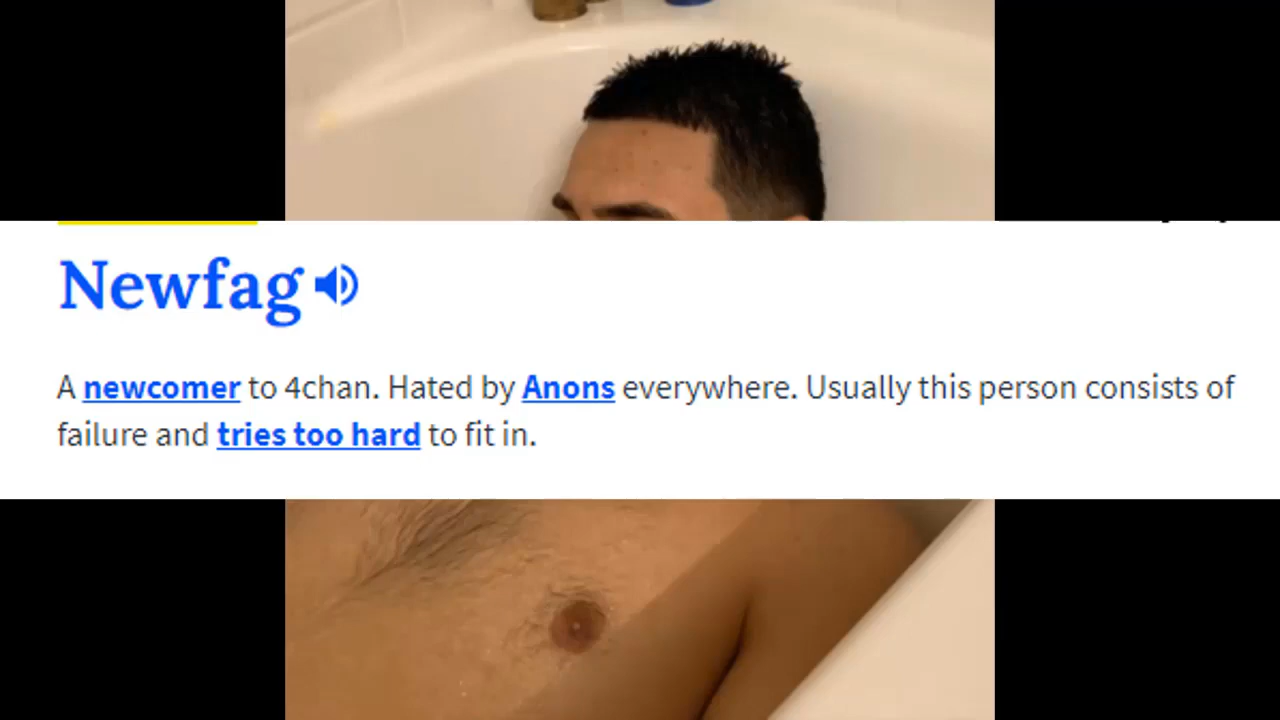 Newfag
A newcomer to 4chan. Hated by Anons everywhere. Usually this person consists of
failure and tries too hard to fit in.